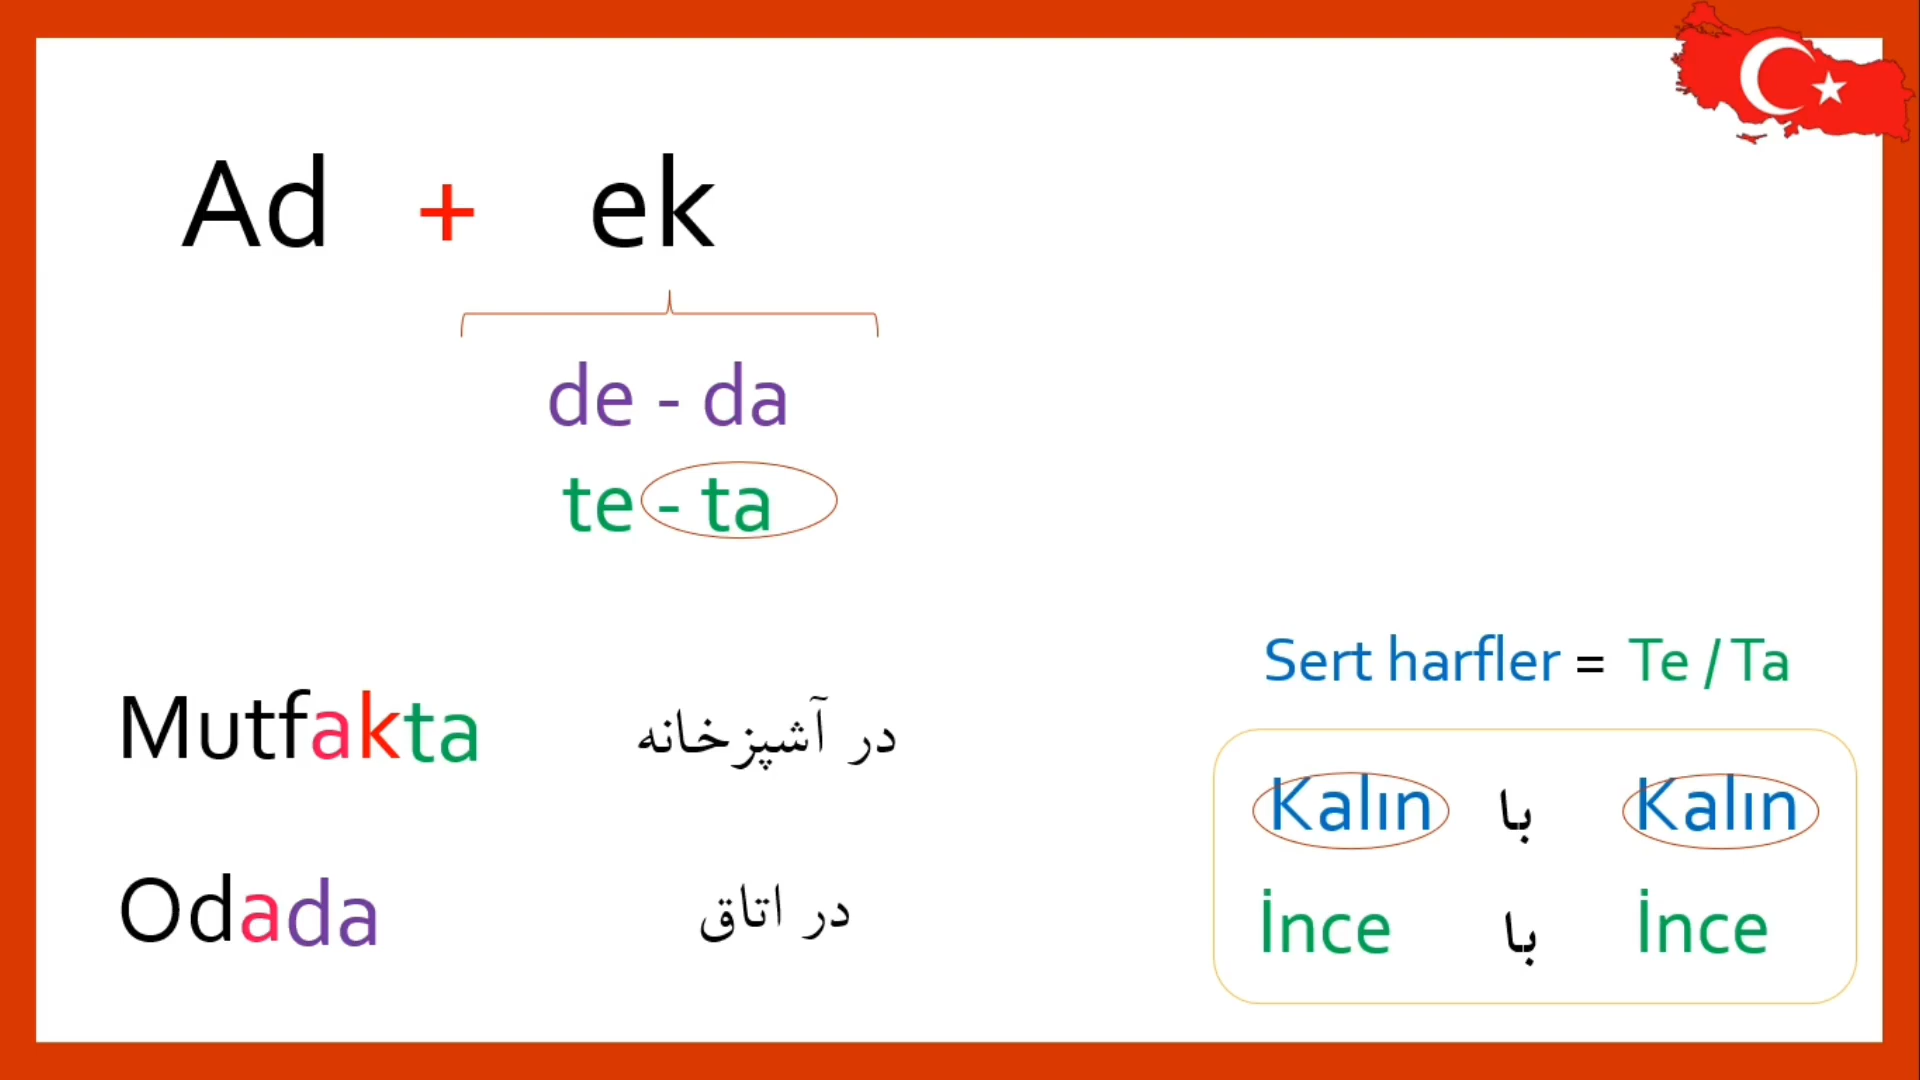 Ad + ek
de - da
te - ta
Sert harfler = Te / Ta
Mutfakta در آشپزخانه
Kalın با Kalın
Odada در اتاق
İnce با İnce